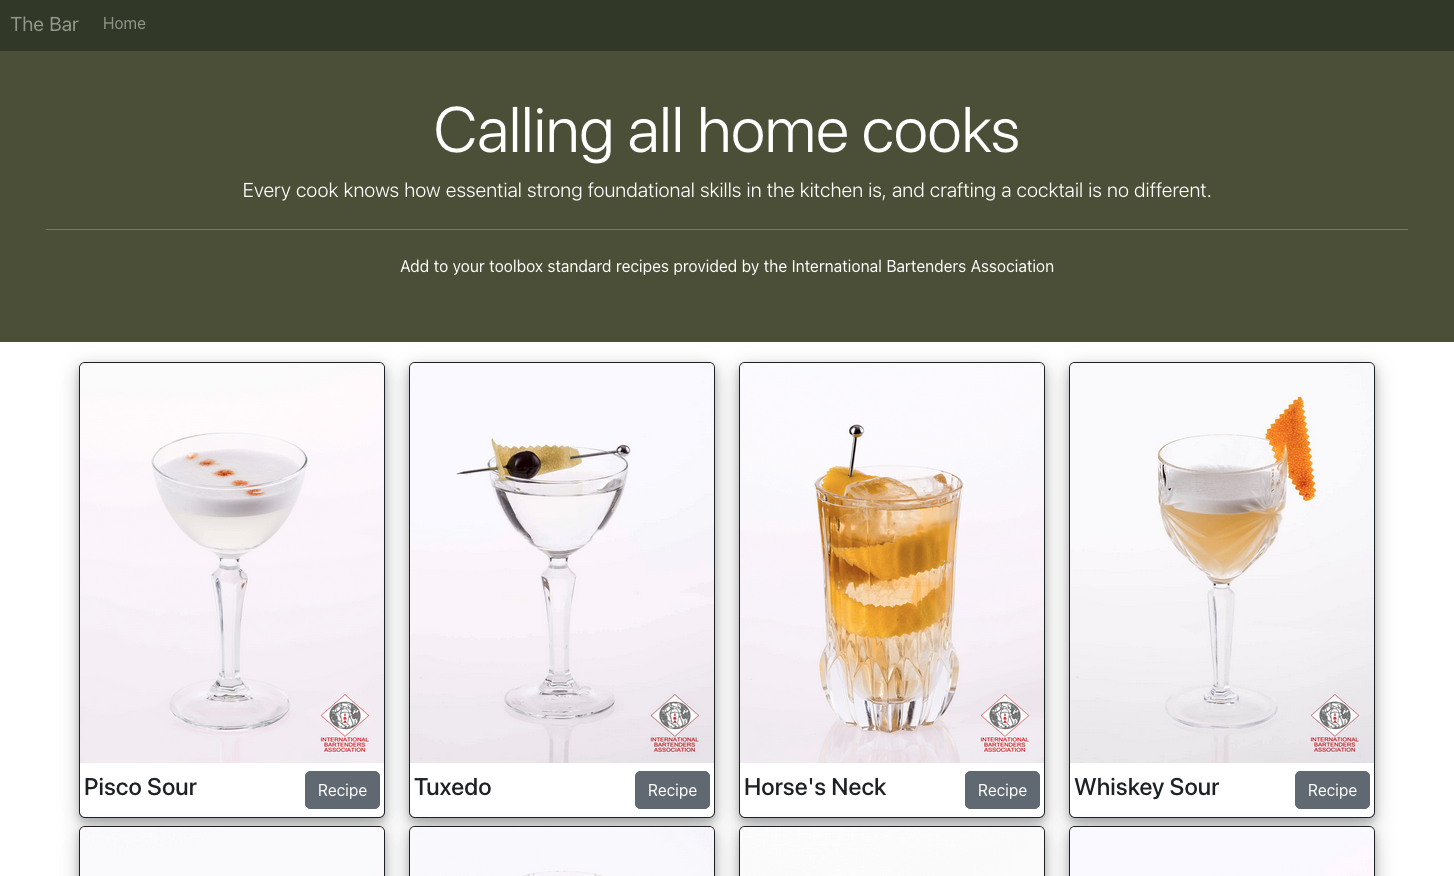 The Bar Home
Calling all home cooks
Every cook knows how essential strong foundational skills in the kitchen is, and crafting a cocktail is no different.
Add to your toolbox standard recipes provided by the International Bartenders Association
INTERNATIONAL
BARTENDERS
ASSOCIATION
Pisco Sour Recipe
INTERNATIONAL
BARTENDERS
ASSOCIATION
Tuxedo Recipe
INTERNATIONAL
BARTENDERS
ASSOCIATION
Horse's Neck Recipe
INTERNATIONAL
BARTENDERS
ASSOCIATION
Whiskey Sour Recipe